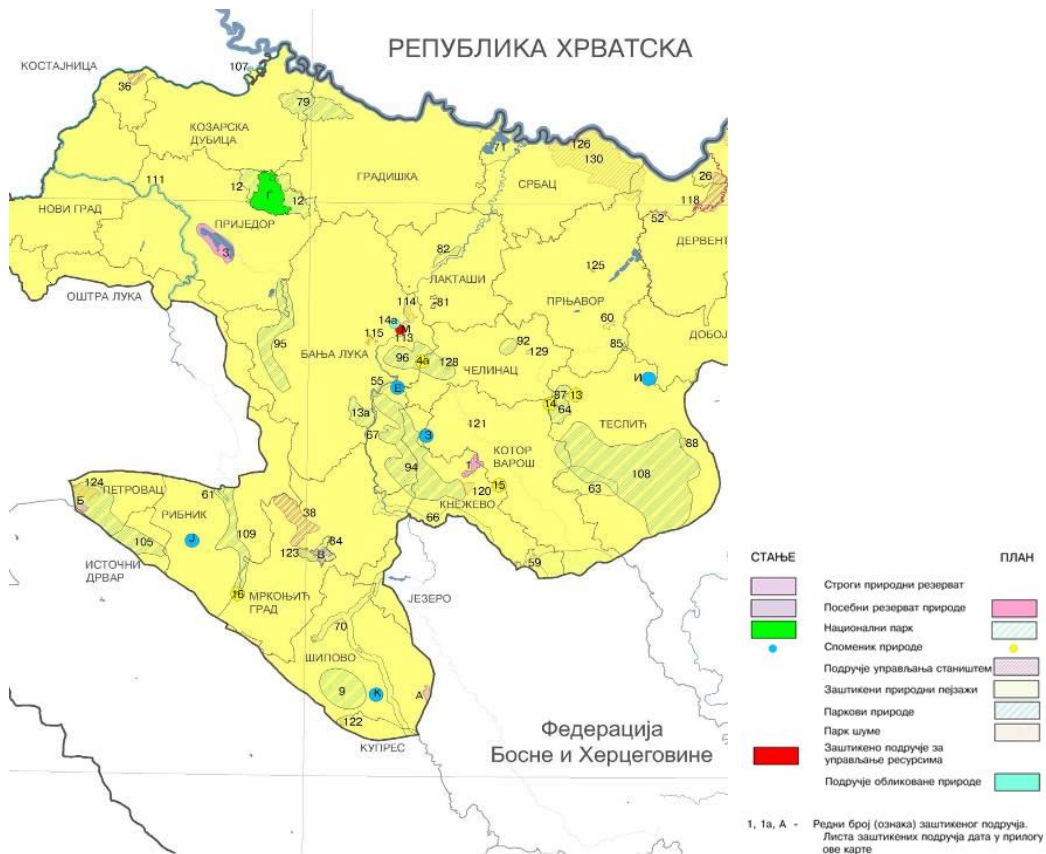 РЕПУБЛИКА ХРВАТСКА
КОСТАЈНИЦА
107
36
79
КОЗАРСКА
ДУБИЦА
126
71
130
111
12
Г
12
ГРАДИШКА
СРБАЦ
26
118
НОВИ ГРАД
ПРИЈЕДОР
52
3
82
ДЕРВЕНТ
ЛАКТАШИ
125
ОШТРА ЛУКА
114
81
ПРЊАВОР
14а
М
60
115
113
ДОБОЈ
95
БАЊА ЛУКА
96
4а
128
92
129
85
ЧЕЛИНАЦ
55
Е
И
87
13
14
64
13а
121
ТЕСЛИЋ
67
З
КОТОР
ВАРОШ
88
94
1
108
120
15
63
КНЕЖЕВО
124
ПЕТРОВАЦ
61
Б
РИБНИК
38
66
109
Ј
84
105
123
В
59
ИСТОЧНИ
ДРВАР
16
МРКОЊИЋ
ГРАД
ЈЕЗЕРО
70
ШИПОВО
9
К
А
122
КУПРЕС
Федерација
Босне и Херцеговине
СТАЊЕ
ПЛАН
Строги природни резерват
Посебни резерват природе
Национални парк
Споменик природе
Подручје управљања стаништем
Заштикени природни пејзажи
Паркови природе
Парк шуме
Заштикено подручје за
управљање ресурсима
Подручје обликоване природе
1, 1а, А - Редни број (ознака) заштикеног подручја.
Листа заштикених подручја дата у прилогу
ове карте